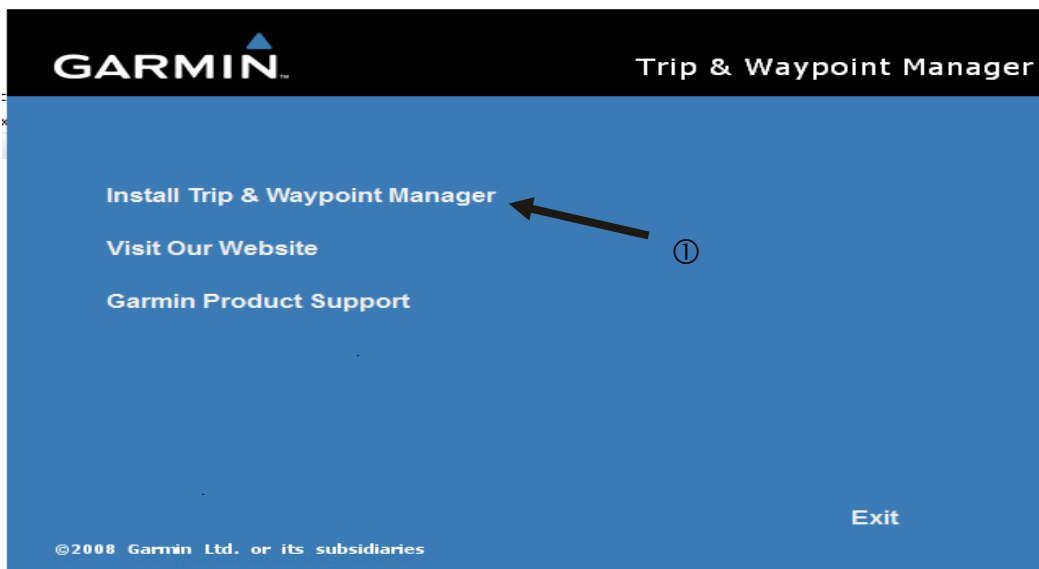 GARMIN™
Trip & Waypoint Manager
Install Trip & Waypoint Manager
①
Visit Our Website
Garmin Product Support
Exit
©2008 Garmin Ltd. or its subsidiaries